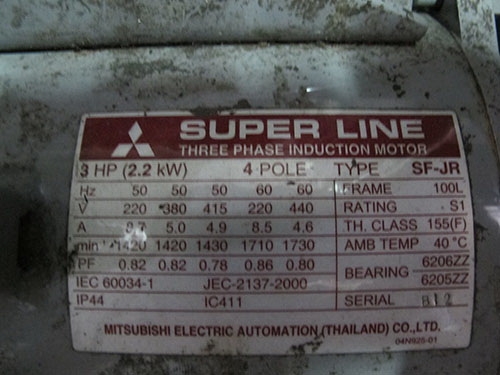 SUPER LINE
THREE PHASE INDUCTION MOTOR
3 HP (2.2 kW) 4 POLE TYPE SF-JR
Hz 50 50 50 60 60 FRAME 100L
V 220 380 415 220 440 RATING S1
A 5.0 4.9 8.5 4.6 TH. CLASS 155(F)
min 1420 1420 1430 1710 1730 AMB TEMP 40 °C
PF 0.82 0.82 0.78 0.86 0.80 BEARING 6206ZZ
IEC 60034-1 JEC-2137-2000 6205ZZ
IP44 IC411 SERIAL
MITSUBISHI ELECTRIC AUTOMATION (THAILAND) CO.,LTD.
04N925-01